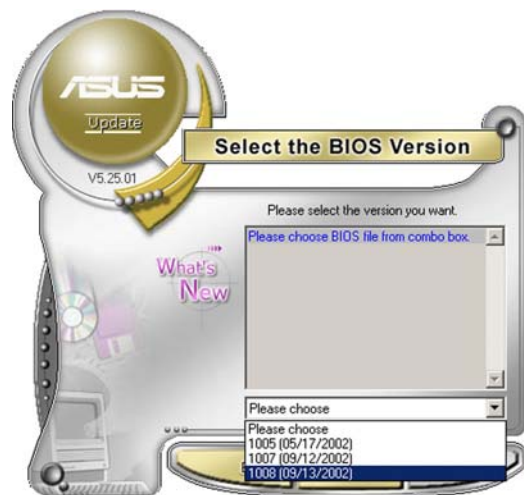 ASUS
Update
V5.25.01
Select the BIOS Version
Please select the version you want.
Please choose BIOS file from combo box.
What's
New
Please choose
Please choose
1005 (05/17/2002)
1007 (09/12/2002)
1008 (09/13/2002)